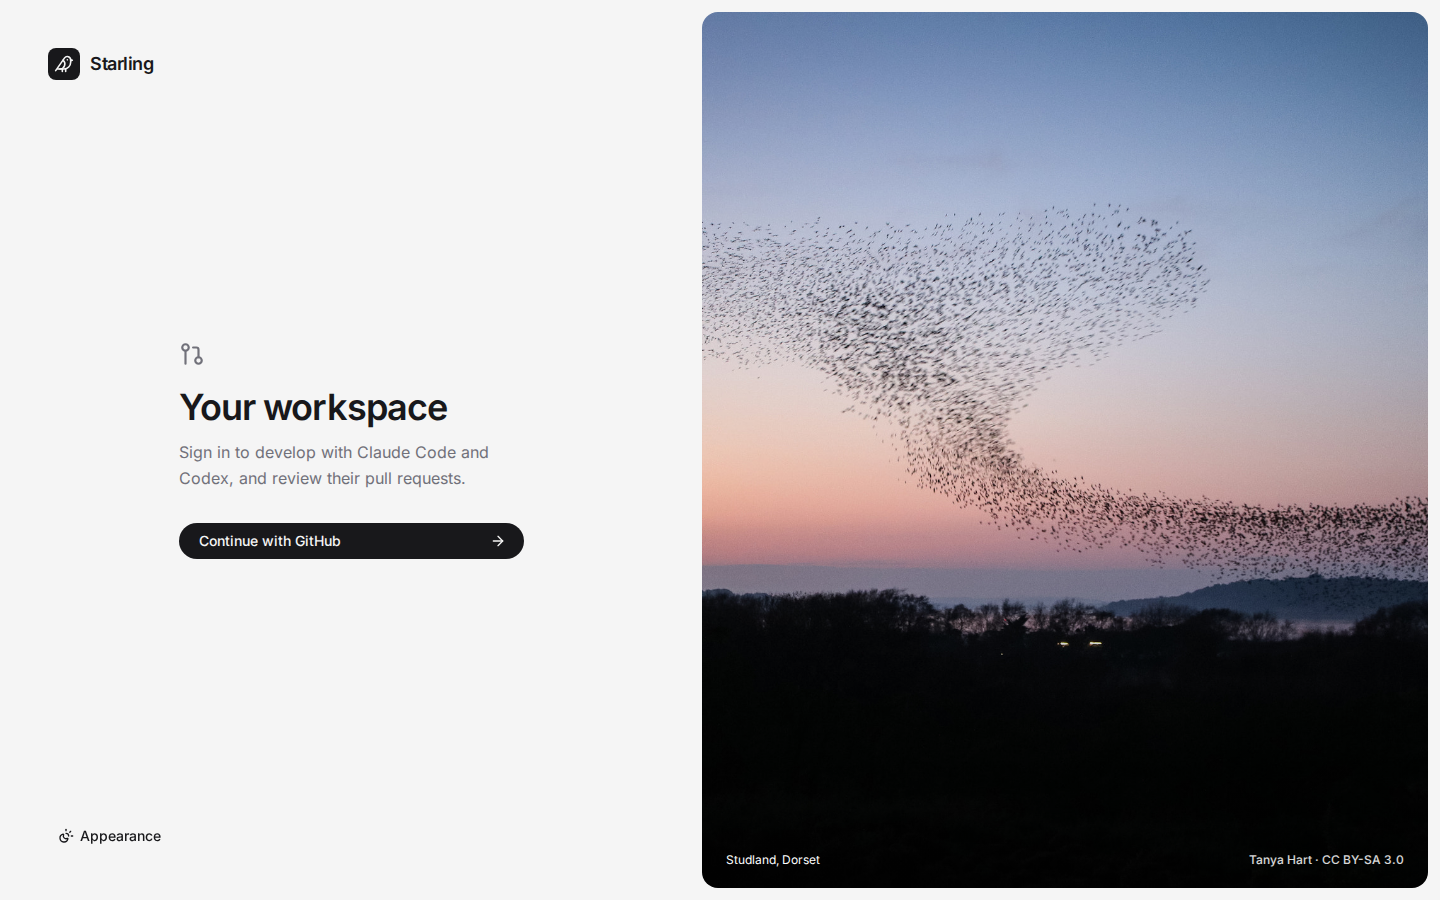 Starling
Your workspace
Sign in to develop with Claude Code and
Codex, and review their pull requests.
Continue with GitHub
Appearance
Studland, Dorset
Tanya Hart · CC BY-SA 3.0